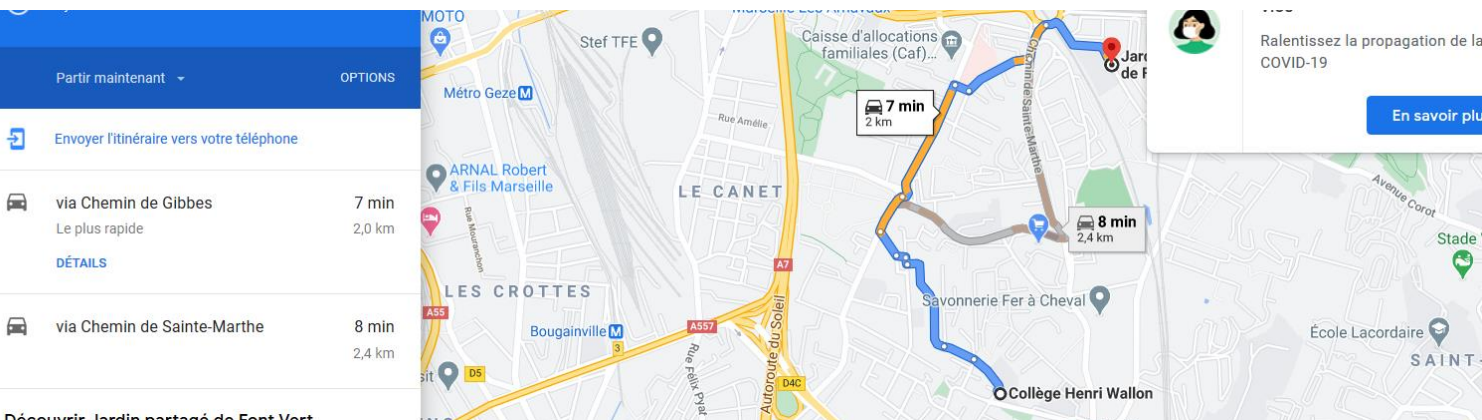 Partir maintenant
OPTIONS
Envoyer l'itinéraire vers votre téléphone
via Chemin de Gibbes
7 min
Le plus rapide
2,0 km
DÉTAILS
via Chemin de Sainte-Marthe
8 min
2,4 km
Découvrir Jardin partagé de Font Vert
MOTO
Stef TFE
Caisse d'allocations
familiales (Caf)...
Métro Geze M
7 min
2 km
Rue Amélie
Chemin de Sainte-Marthe
ARNAL Robert
& Fils Marseille
LE CANET
Rue Mouranchon
8 min
2,4 km
A7
LES CROTTES
A55
Savonnerie Fer à Cheval
Bougainville M
A557
3
Autoroute du Soleil
Rue Félix Pyat
D5
D4C
Collège Henri Wallon
Avenue Corot
Stade
École Lacordaire
SAINT-
Ralentissez la propagation de la
COVID-19
En savoir plu